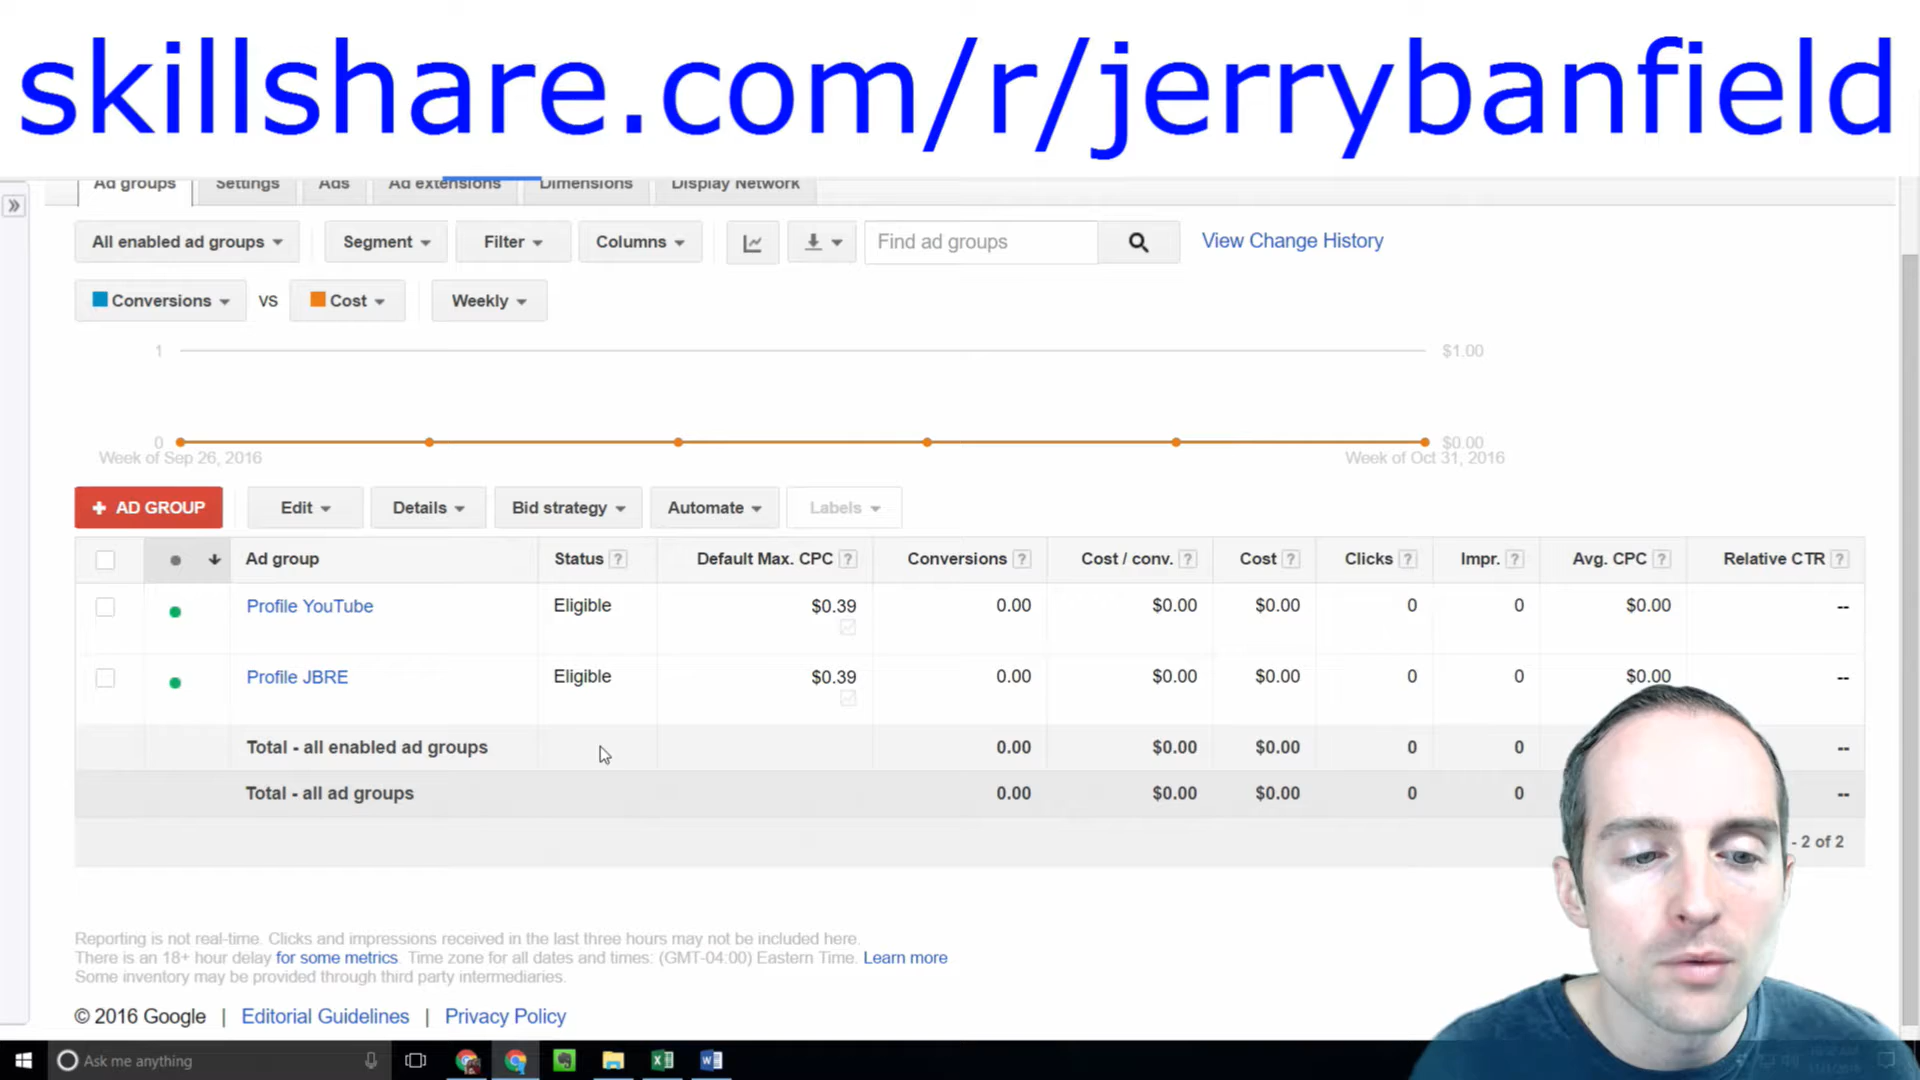 skillshare.com/r/jerrybanfield
Ad groups Settings Ads Ad extensions Dimensions Display Network
All enabled ad groups Segment Filter Columns Find ad groups View Change History
Conversions VS Cost Weekly
1 $1.00
0 $0.00
Week of Sep 26, 2016 Week of Oct 31, 2016
+ AD GROUP Edit Details Bid strategy Automate Labels
Ad group Status ? Default Max. CPC ? Conversions ? Cost / conv. ? Cost ? Clicks ? Impr. ? Avg. CPC ? Relative CTR ?
Profile YouTube Eligible $0.39 0.00 $0.00 $0.00 0 0 $0.00 --
Profile JBRE Eligible $0.39 0.00 $0.00 $0.00 0 0 $0.00 --
Total - all enabled ad groups 0.00 $0.00 $0.00 0 0 --
Total - all ad groups 0.00 $0.00 $0.00 0 0 --
- 2 of 2
Reporting is not real-time. Clicks and impressions received in the last three hours may not be included here.
There is an 18+ hour delay for some metrics. Time zone for all dates and times: (GMT-04:00) Eastern Time. Learn more
Some inventory may be provided through third party intermediaries.
© 2016 Google | Editorial Guidelines | Privacy Policy
Ask me anything